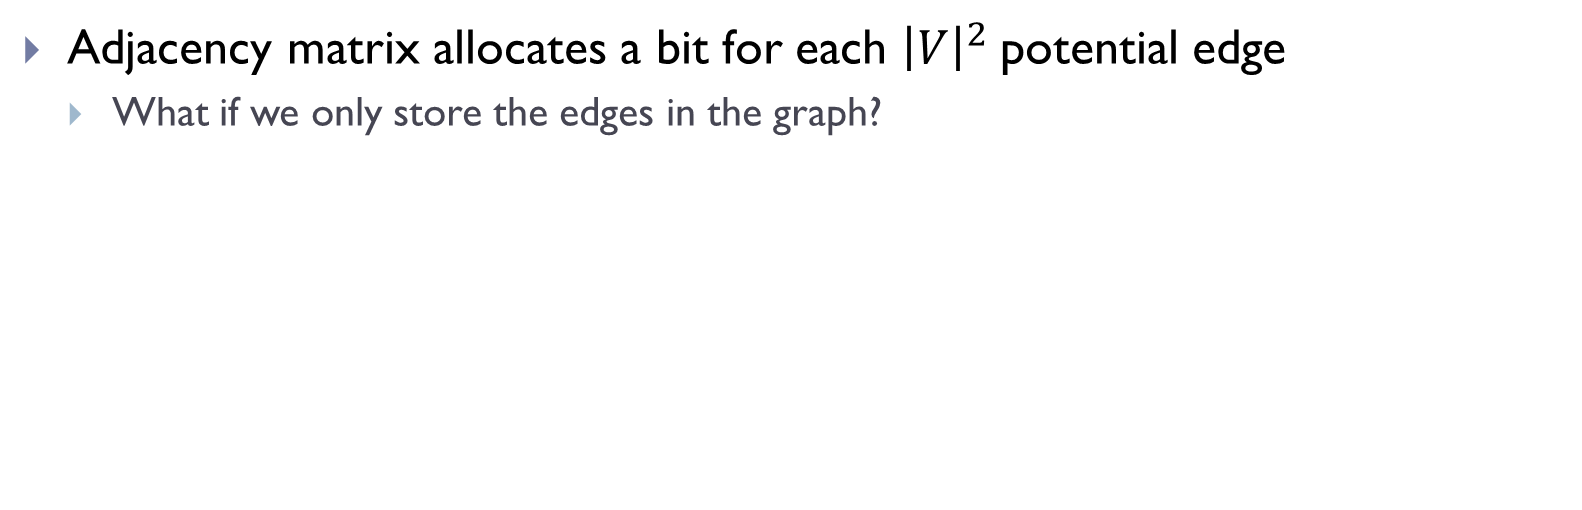 Adjacency matrix allocates a bit for each |V|² potential edge
What if we only store the edges in the graph?